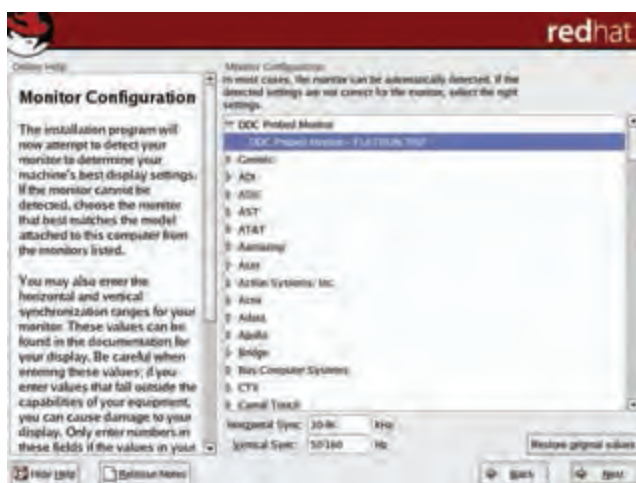 redhat
Online Help
Monitor Configuration
The installation program will
now attempt to detect your
monitor to determine your
machine's best display settings.
If the monitor cannot be
detected, choose the monitor
that best matches the model
attached to this computer from
the monitors listed.
You may also enter the
horizontal and vertical
synchronization ranges for your
monitor. These values can be
found in the documentation for
your display. Be careful when
entering these values; if you
enter values that fall outside the
capabilities of your equipment,
you can cause damage to your
display. Only enter numbers in
these fields if the values in your
Hide Help
Release Notes
Monitor Configuration
In most cases, the monitor can be automatically detected. If the
detected settings are not correct for the monitor, select the right
settings.
DDC Probed Monitor
DDC Probed Monitor -
Generic
ADI
AST
AT&T
Acer
Action Systems, Inc.
Adara
Apollo
Bridge
Bus Computer Systems
CTX
Carroll Touch
Horizontal Sync:
kHz
Vertical Sync:
Hz
Restore original values
Back
Next